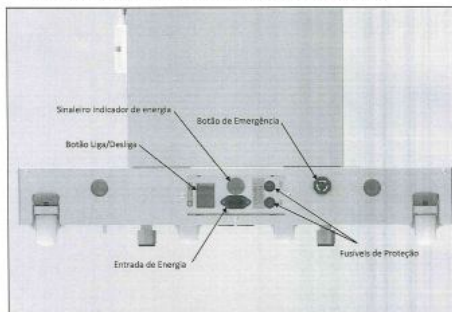 Sinaleiro indicador de energia
Botão de Emergência
Botão Liga/Desliga
Entrada de Energia
Fusíveis de Proteção